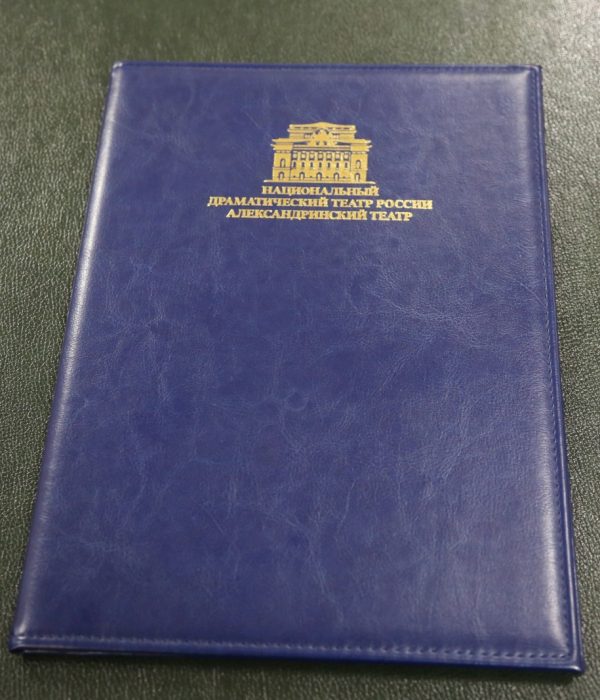 НАЦИОНАЛЬНЫЙ
ДРАМАТИЧЕСКИЙ ТЕАТР РОССИИ
АЛЕКСАНДРИНСКИЙ ТЕАТР